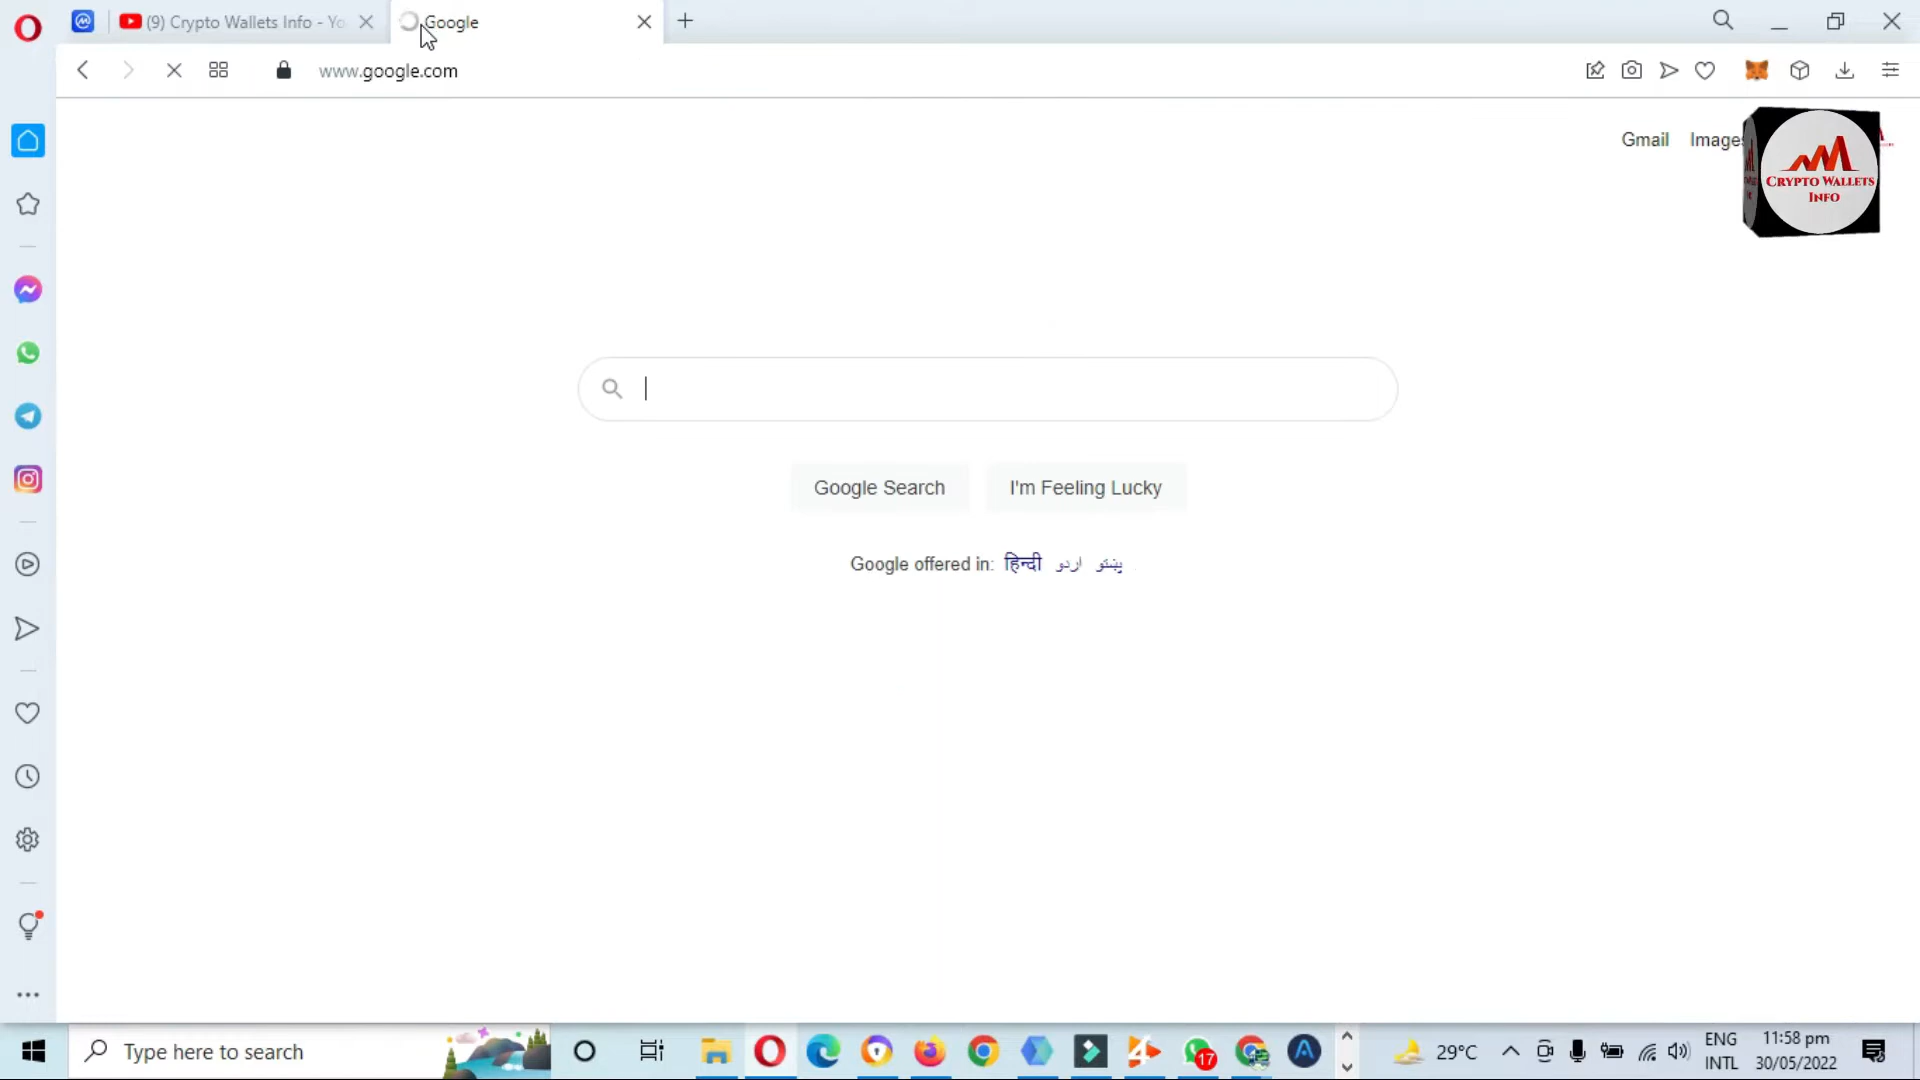 (9) Crypto Wallets Info - Yo
Google
www.google.com
Gmail Images
CRYPTO WALLETS
INFO
Google Search
I'm Feeling Lucky
Google offered in: हिन्दी اردو پښتو
Type here to search
17
29°C
ENG
INTL
11:58 pm
30/05/2022